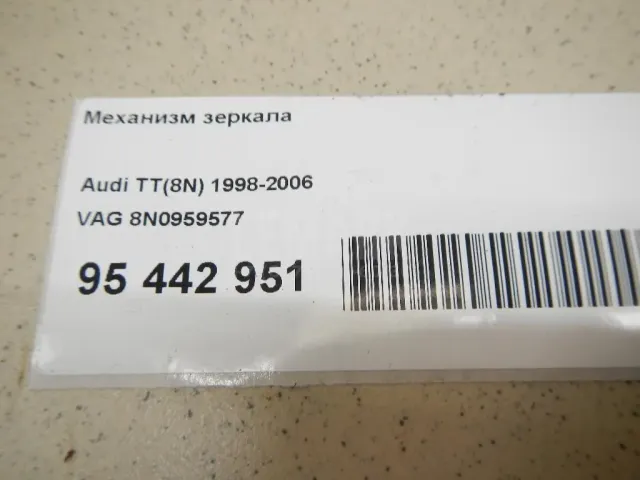 Механизм зеркала
Audi TT(8N) 1998-2006
VAG 8N0959577
95 442 951